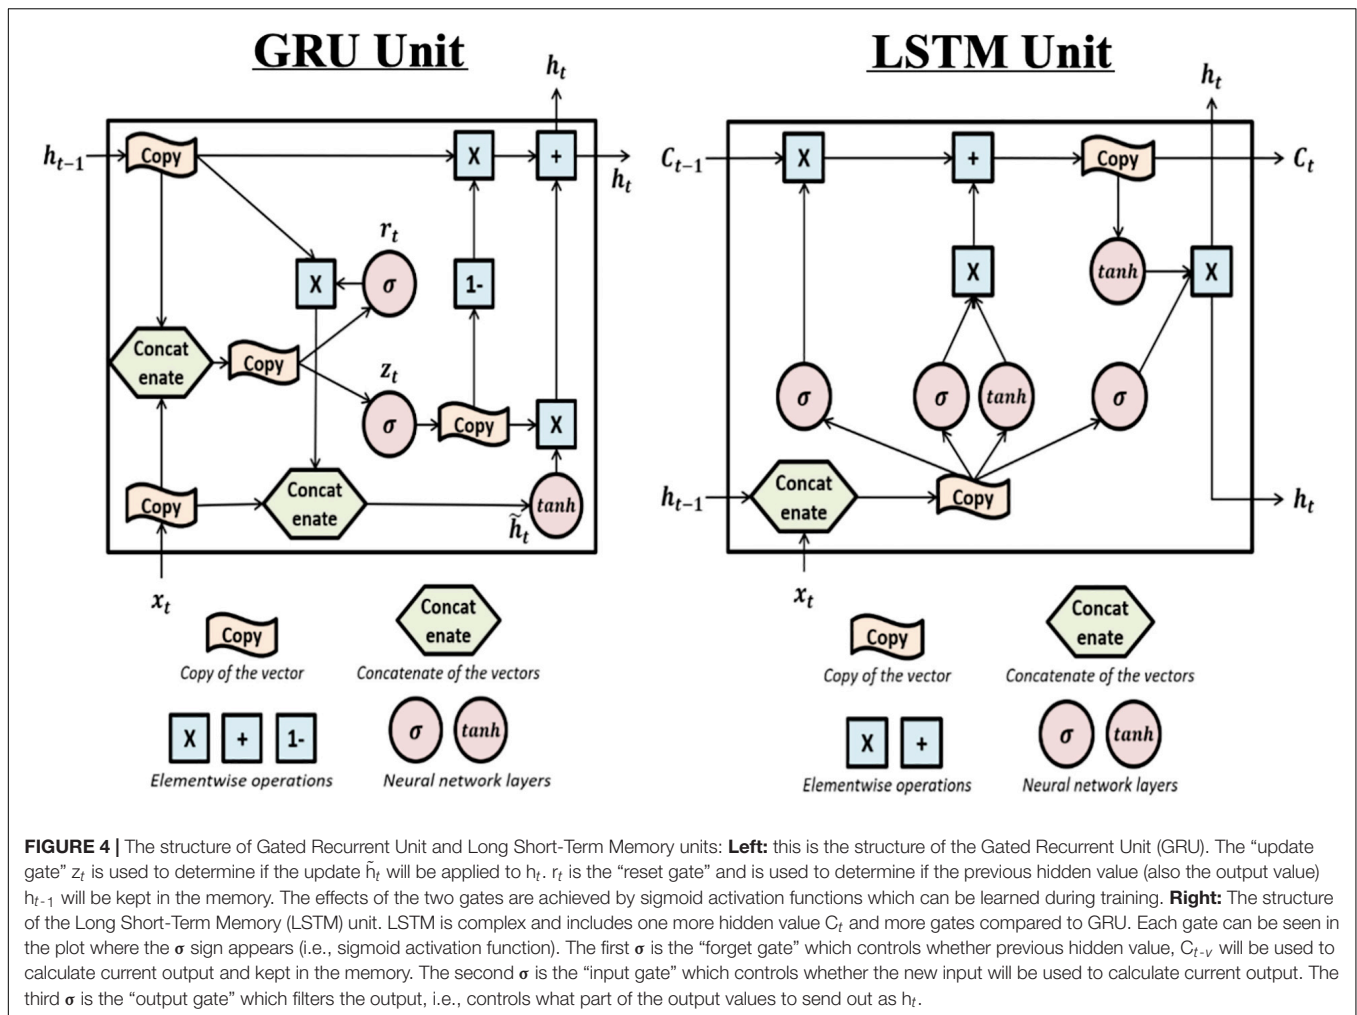 GRU Unit
h_t
h_{t-1}
Copy
X
+
h_t
r_t
X
σ
1-
Concat
enate
Copy
z_t
σ
Copy
X
Copy
Concat
enate
tanh
h̃_t
x_t
Copy
Copy of the vector
Concat
enate
Concatenate of the vectors
X
+
1-
Elementwise operations
σ
tanh
Neural network layers
LSTM Unit
h_t
C_{t-1}
X
+
Copy
C_t
X
tanh
X
σ
σ
tanh
σ
h_{t-1}
Concat
enate
Copy
h_t
x_t
Copy
Copy of the vector
Concat
enate
Concatenate of the vectors
X
+
Elementwise operations
σ
tanh
Neural network layers
FIGURE 4 | The structure of Gated Recurrent Unit and Long Short-Term Memory units: Left: this is the structure of the Gated Recurrent Unit (GRU). The “update
gate” z_t is used to determine if the update h̃_t will be applied to h_t. r_t is the “reset gate” and is used to determine if the previous hidden value (also the output value)
h_{t-1} will be kept in the memory. The effects of the two gates are achieved by sigmoid activation functions which can be learned during training. Right: The structure
of the Long Short-Term Memory (LSTM) unit. LSTM is complex and includes one more hidden value C_t and more gates compared to GRU. Each gate can be seen in
the plot where the σ sign appears (i.e., sigmoid activation function). The first σ is the “forget gate” which controls whether previous hidden value, C_{t-v} will be used to
calculate current output and kept in the memory. The second σ is the “input gate” which controls whether the new input will be used to calculate current output. The
third σ is the “output gate” which filters the output, i.e., controls what part of the output values to send out as h_t.